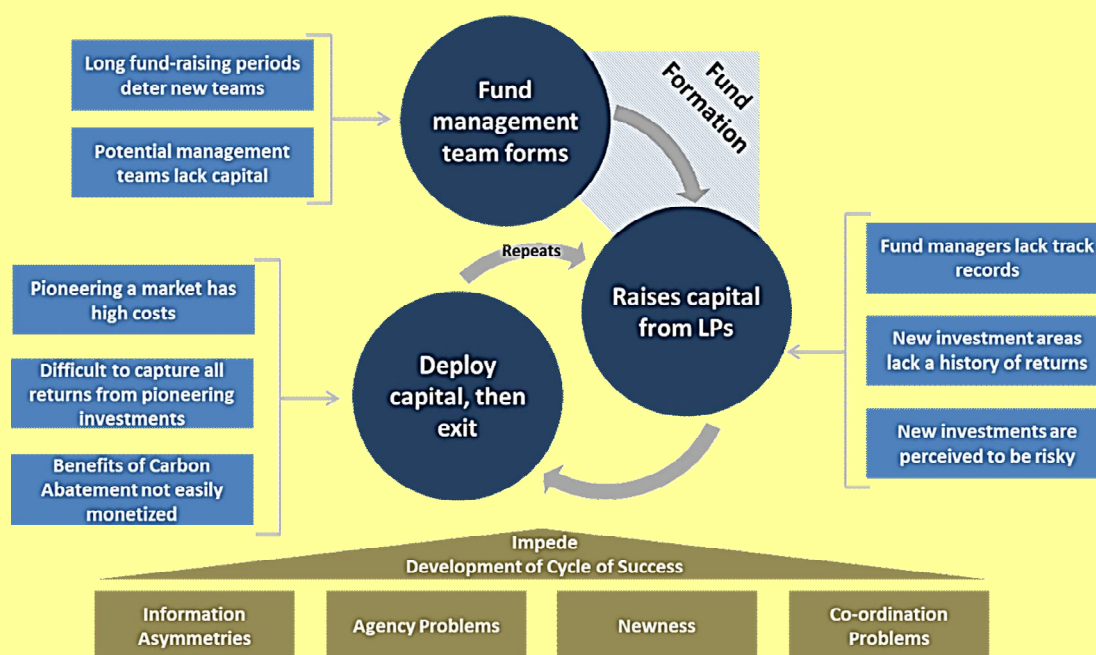 Long fund-raising periods
deter new teams
Potential management
teams lack capital
Fund
management
team forms
Fund
Formation
Repeats
Raises capital
from LPs
Fund managers lack track
records
New investment areas
lack a history of returns
New investments are
perceived to be risky
Pioneering a market has
high costs
Difficult to capture all
returns from pioneering
investments
Benefits of Carbon
Abatement not easily
monetized
Deploy
capital, then
exit
Impede
Development of Cycle of Success
Information
Asymmetries
Agency Problems
Newness
Co-ordination
Problems